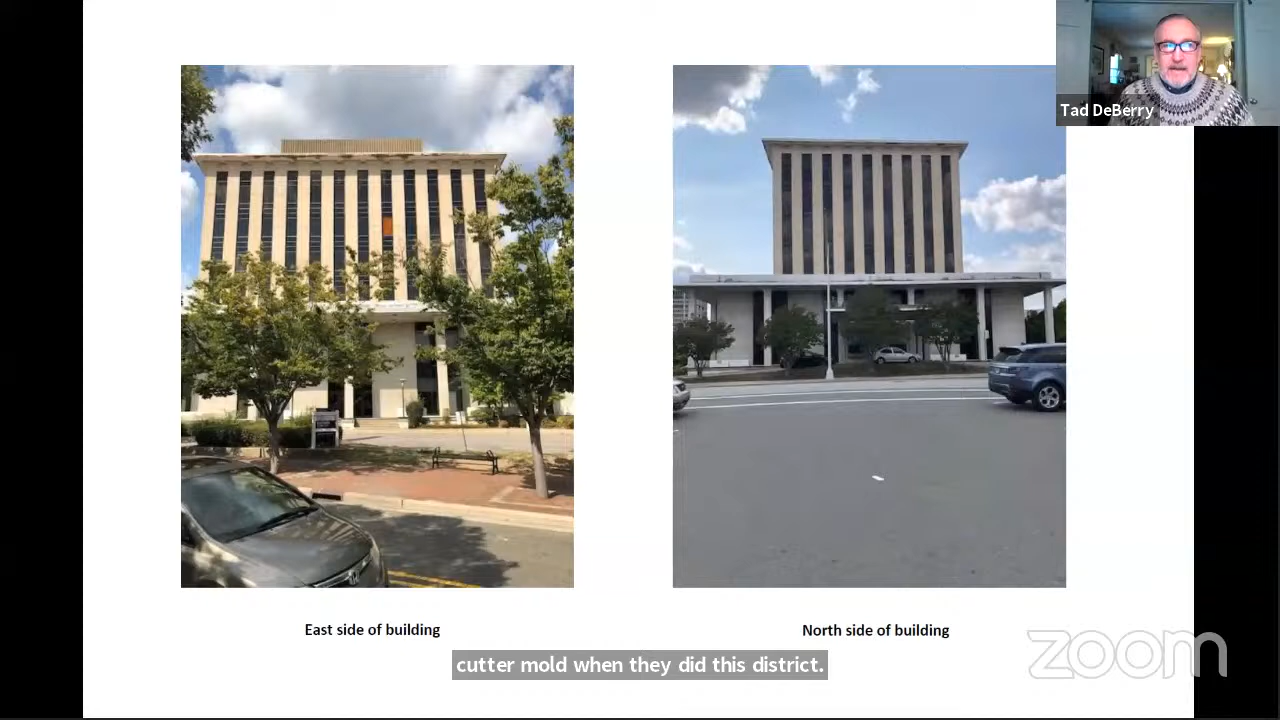 Tad DeBerry
East side of building
North side of building
cutter mold when they did this district.
zoom